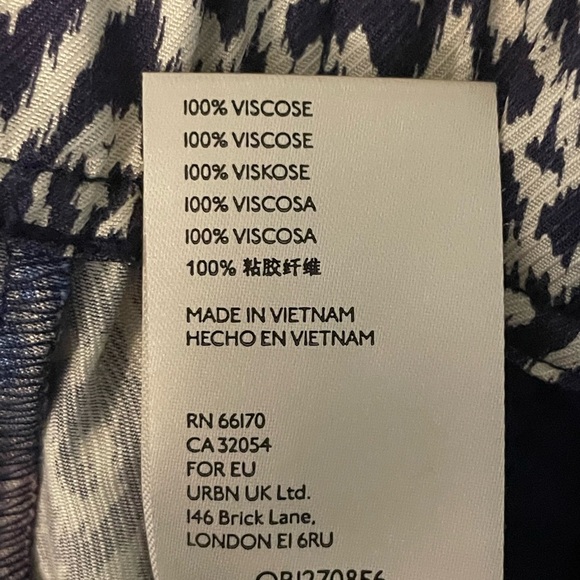 100% VISCOSE
100% VISCOSE
100% VISKOSE
100% VISCOSA
100% VISCOSA
100% 粘胶纤维
MADE IN VIETNAM
HECHO EN VIETNAM
RN 66170
CA 32054
FOR EU
URBN UK Ltd.
146 Brick Lane,
LONDON E1 6RU